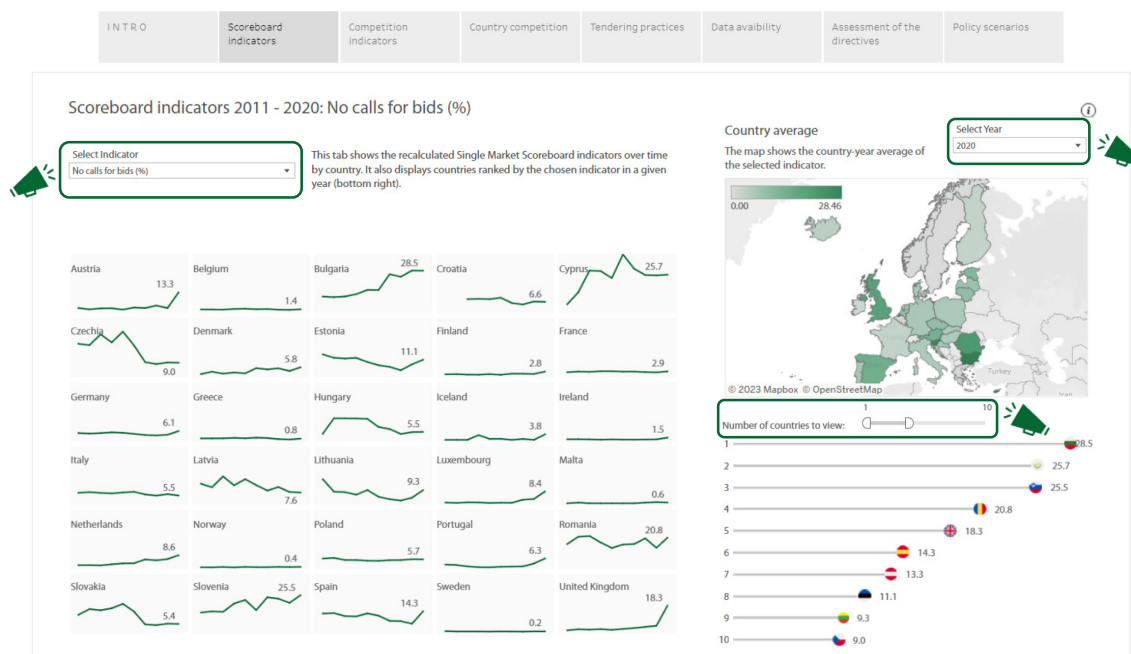 INTRO
Scoreboard
indicators
Competition
indicators
Country competition
Tendering practices
Data avaibility
Assessment of the
directives
Policy scenarios
Scoreboard indicators 2011 - 2020: No calls for bids (%)
Select Indicator
No calls for bids (%)
This tab shows the recalculated Single Market Scoreboard indicators over time
by country. It also displays countries ranked by the chosen indicator in a given
year (bottom right).
Country average
The map shows the country-year average of
the selected indicator.
i
Select Year
2020
0.00 28.46
Turkey
Iran
© 2023 Mapbox © OpenStreetMap
Austria
13.3
Belgium
1.4
Bulgaria
28.5
Croatia
6.6
Cyprus
25.7
Czechia
9.0
Denmark
5.8
Estonia
11.1
Finland
2.8
France
2.9
Germany
6.1
Greece
0.8
Hungary
5.5
Iceland
3.8
Ireland
1.5
Italy
5.5
Latvia
7.6
Lithuania
9.3
Luxembourg
8.4
Malta
0.6
Netherlands
8.6
Norway
0.4
Poland
5.7
Portugal
6.3
Romania
20.8
Slovakia
5.4
Slovenia
25.5
Spain
14.3
Sweden
0.2
United Kingdom
18.3
Number of countries to view:
1 10
1 28.5
2 25.7
3 25.5
4 20.8
5 18.3
6 14.3
7 13.3
8 11.1
9 9.3
10 9.0